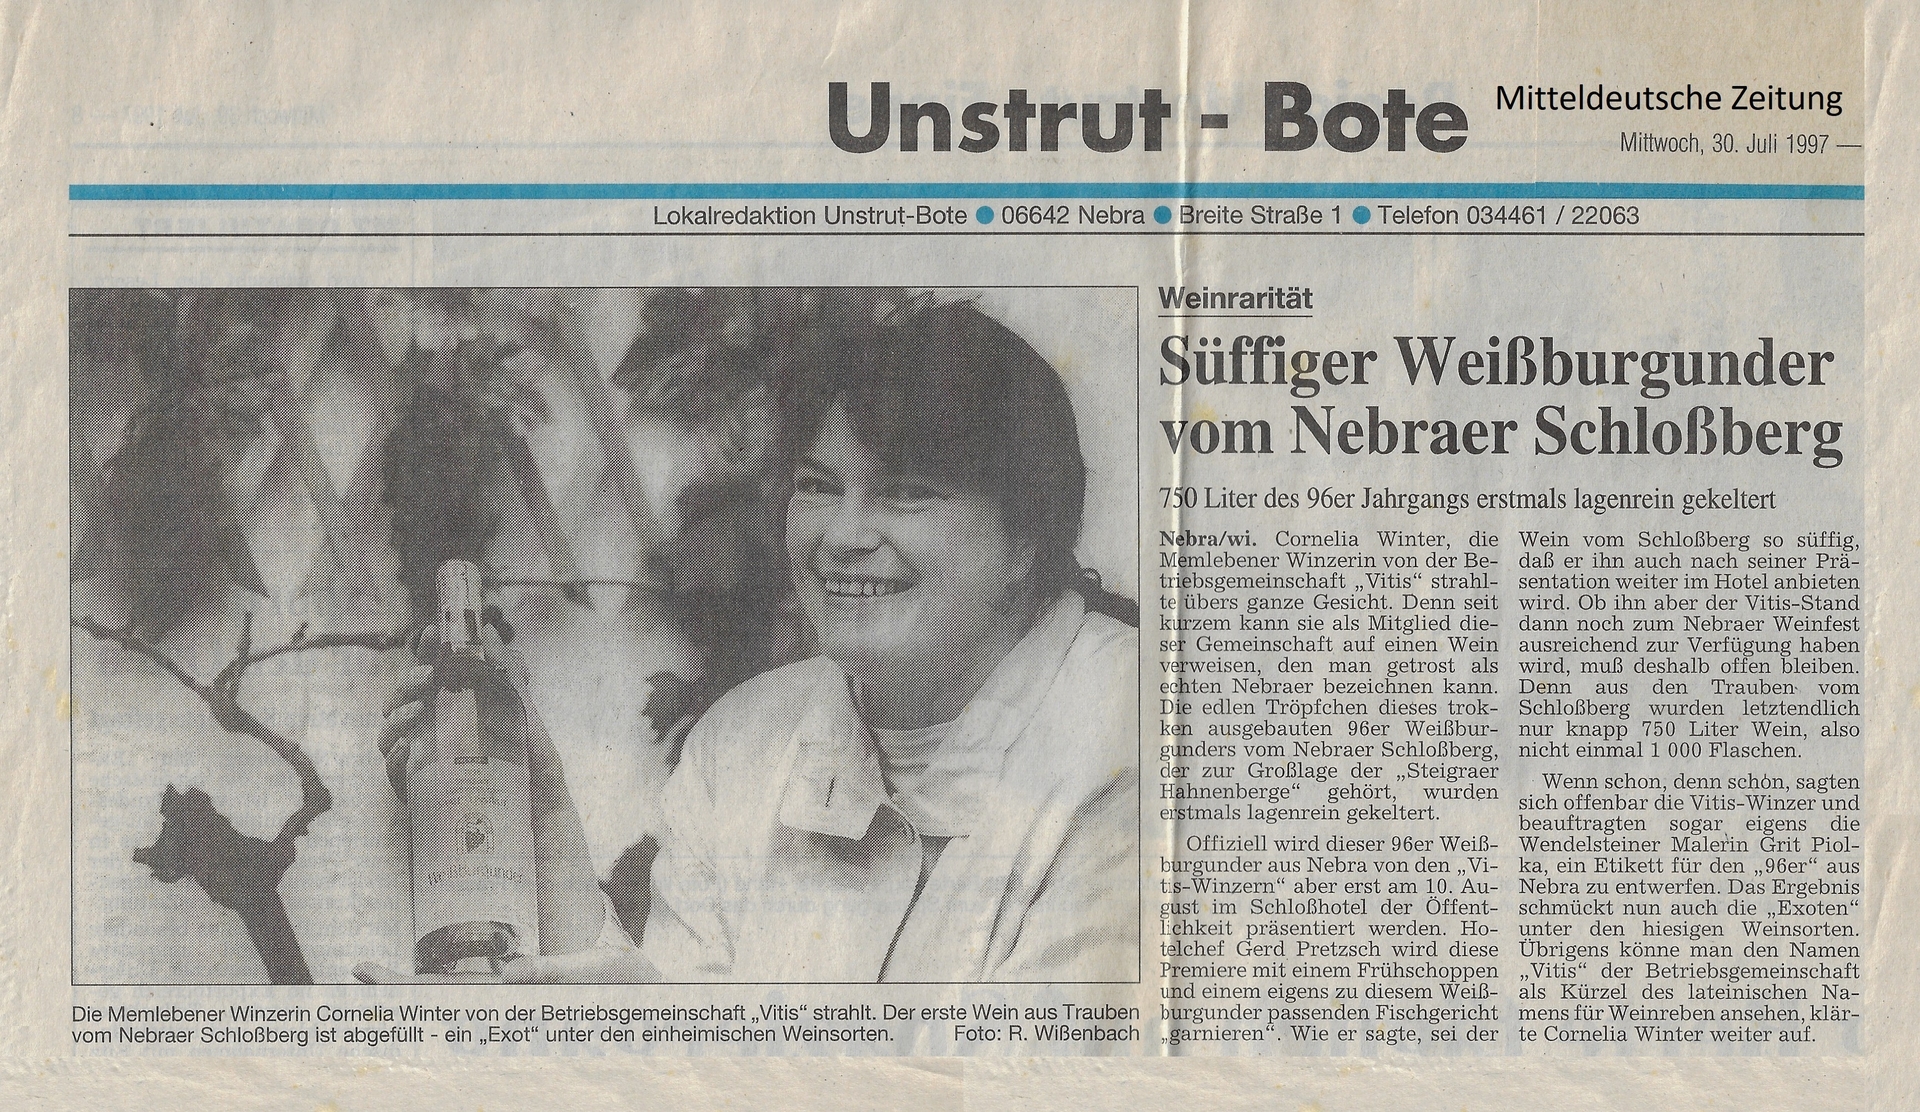 Unstrut - Bote
Mitteldeutsche Zeitung
Mittwoch, 30. Juli 1997 —
Lokalredaktion Unstrut-Bote ● 06642 Nebra ● Breite Straße 1 ● Telefon 034461 / 22063
Weißburgunder
Die Memlebener Winzerin Cornelia Winter von der Betriebsgemeinschaft „Vitis“ strahlt. Der erste Wein aus Trauben
vom Nebraer Schloßberg ist abgefüllt - ein „Exot“ unter den einheimischen Weinsorten. Foto: R. Wißenbach
Weinrarität
Süffiger Weißburgunder
vom Nebraer Schloßberg
750 Liter des 96er Jahrgangs erstmals lagenrein gekeltert
Nebra/wi. Cornelia Winter, die
Memlebener Winzerin von der Be-
triebsgemeinschaft „Vitis“ strahl-
te übers ganze Gesicht. Denn seit
kurzem kann sie als Mitglied die-
ser Gemeinschaft auf einen Wein
verweisen, den man getrost als
echten Nebraer bezeichnen kann.
Die edlen Tröpfchen dieses trok-
ken ausgebauten 96er Weißbur-
gunders vom Nebraer Schloßberg,
der zur Großlage der „Steigraer
Hahnenberge“ gehört, wurden
erstmals lagenrein gekeltert.
Offiziell wird dieser 96er Weiß-
burgunder aus Nebra von den „Vi-
tis-Winzern“ aber erst am 10. Au-
gust im Schloßhotel der Öffent-
lichkeit präsentiert werden. Ho-
telchef Gerd Pretzsch wird diese
Premiere mit einem Frühschoppen
und einem eigens zu diesem Weiß-
burgunder passenden Fischgericht
„garnieren“. Wie er sagte, sei der
Wein vom Schloßberg so süffig,
daß er ihn auch nach seiner Prä-
sentation weiter im Hotel anbieten
wird. Ob ihn aber der Vitis-Stand
dann noch zum Nebraer Weinfest
ausreichend zur Verfügung haben
wird, muß deshalb offen bleiben.
Denn aus den Trauben vom
Schloßberg wurden letztendlich
nur knapp 750 Liter Wein, also
nicht einmal 1 000 Flaschen.
Wenn schon, denn schön, sagten
sich offenbar die Vitis-Winzer und
beauftragten sogar eigens die
Wendelsteiner Malerin Grit Piol-
ka, ein Etikett für den „96er“ aus
Nebra zu entwerfen. Das Ergebnis
schmückt nun auch die „Exoten“
unter den hiesigen Weinsorten.
Übrigens könne man den Namen
„Vitis“ der Betriebsgemeinschaft
als Kürzel des lateinischen Na-
mens für Weinreben ansehen, klär-
te Cornelia Winter weiter auf.